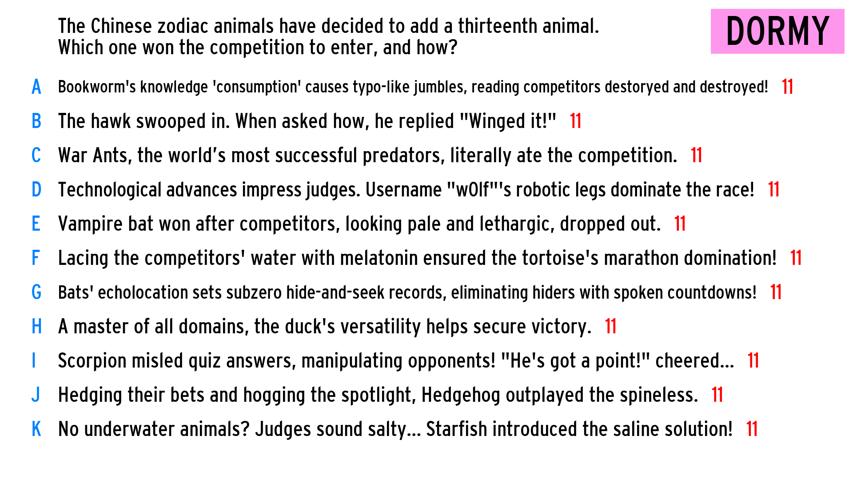 The Chinese zodiac animals have decided to add a thirteenth animal.
Which one won the competition to enter, and how?
DORMY
A Bookworm's knowledge 'consumption' causes typo-like jumbles, reading competitors destoryed and destroyed! 11
B The hawk swooped in. When asked how, he replied "Winged it!" 11
C War Ants, the world's most successful predators, literally ate the competition. 11
D Technological advances impress judges. Username "w0lf"'s robotic legs dominate the race! 11
E Vampire bat won after competitors, looking pale and lethargic, dropped out. 11
F Lacing the competitors' water with melatonin ensured the tortoise's marathon domination! 11
G Bats' echolocation sets subzero hide-and-seek records, eliminating hiders with spoken countdowns! 11
H A master of all domains, the duck's versatility helps secure victory. 11
I Scorpion misled quiz answers, manipulating opponents! "He's got a point!" cheered... 11
J Hedging their bets and hogging the spotlight, Hedgehog outplayed the spineless. 11
K No underwater animals? Judges sound salty... Starfish introduced the saline solution! 11